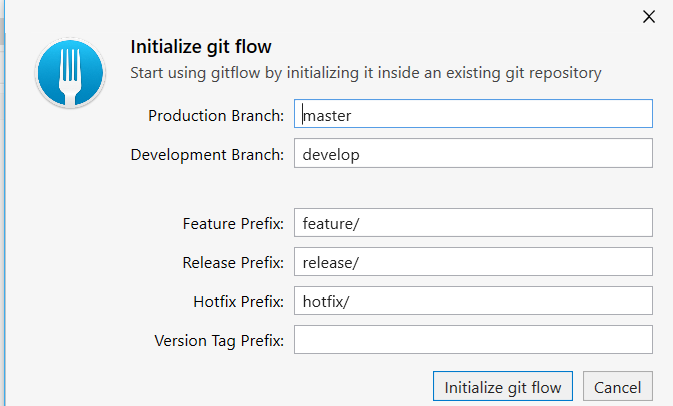 Initialize git flow
Start using gitflow by initializing it inside an existing git repository
Production Branch: master
Development Branch: develop
Feature Prefix: feature/
Release Prefix: release/
Hotfix Prefix: hotfix/
Version Tag Prefix:
Initialize git flow Cancel